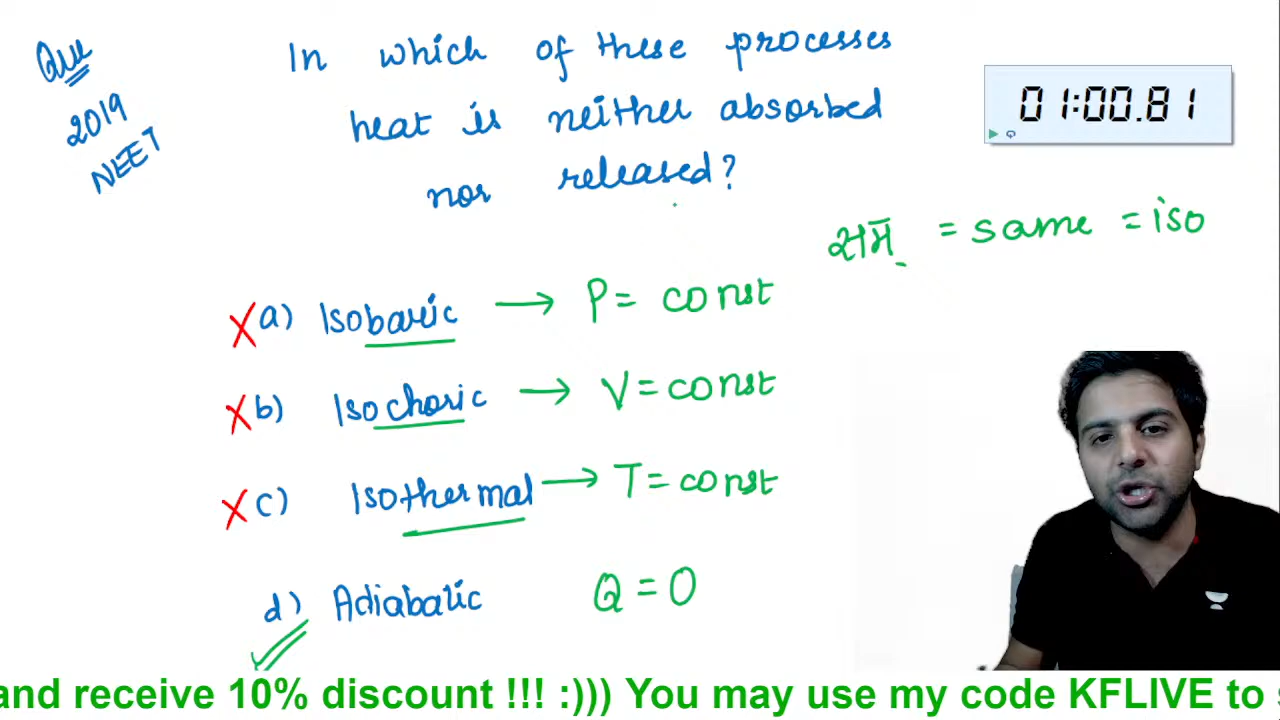 Que
2019
NEET
In which of these processes
heat is neither absorbed
nor released?
01:00.81
सम = same = iso
a) Isobaric → P = const
b) Isochoric → V = const
c) Isothermal → T = const
d) Adiabatic Q = 0
and receive 10% discount !!! :))) You may use my code KFLIVE to s